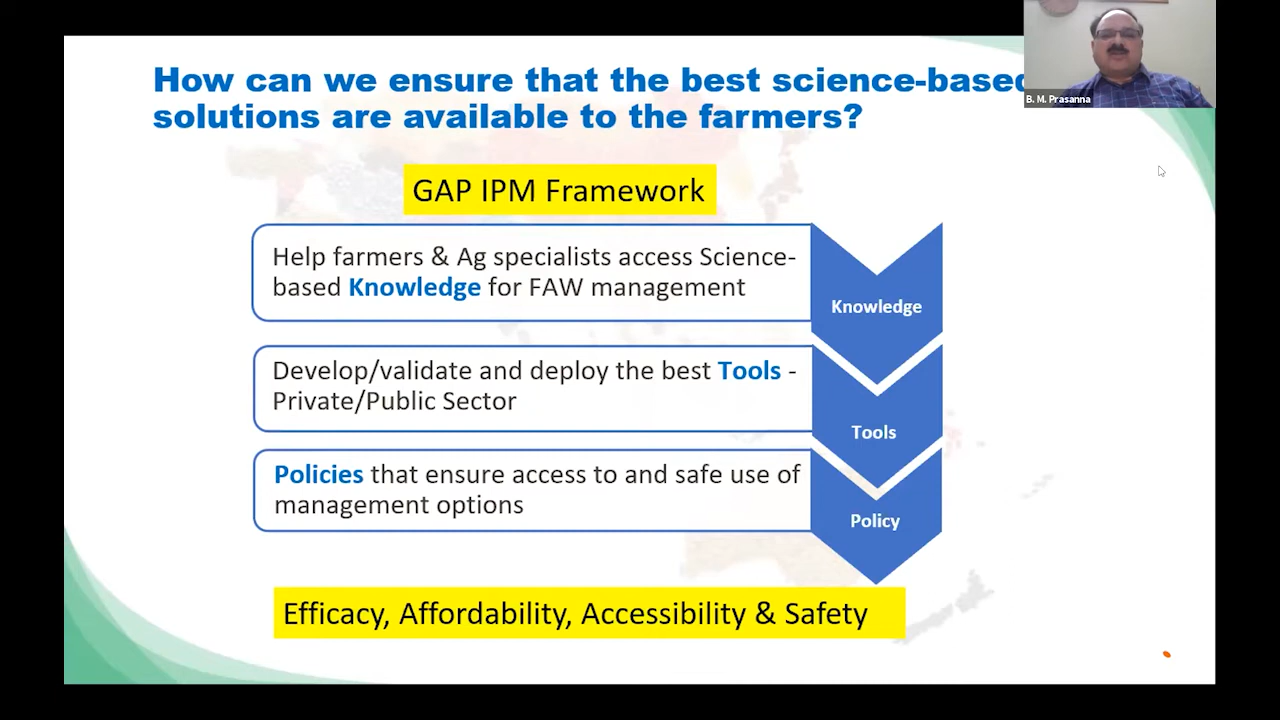 How can we ensure that the best science-based
solutions are available to the farmers?
B. M. Prasanna
GAP IPM Framework
Help farmers & Ag specialists access Science-
based Knowledge for FAW management
Knowledge
Develop/validate and deploy the best Tools -
Private/Public Sector
Tools
Policies that ensure access to and safe use of
management options
Policy
Efficacy, Affordability, Accessibility & Safety